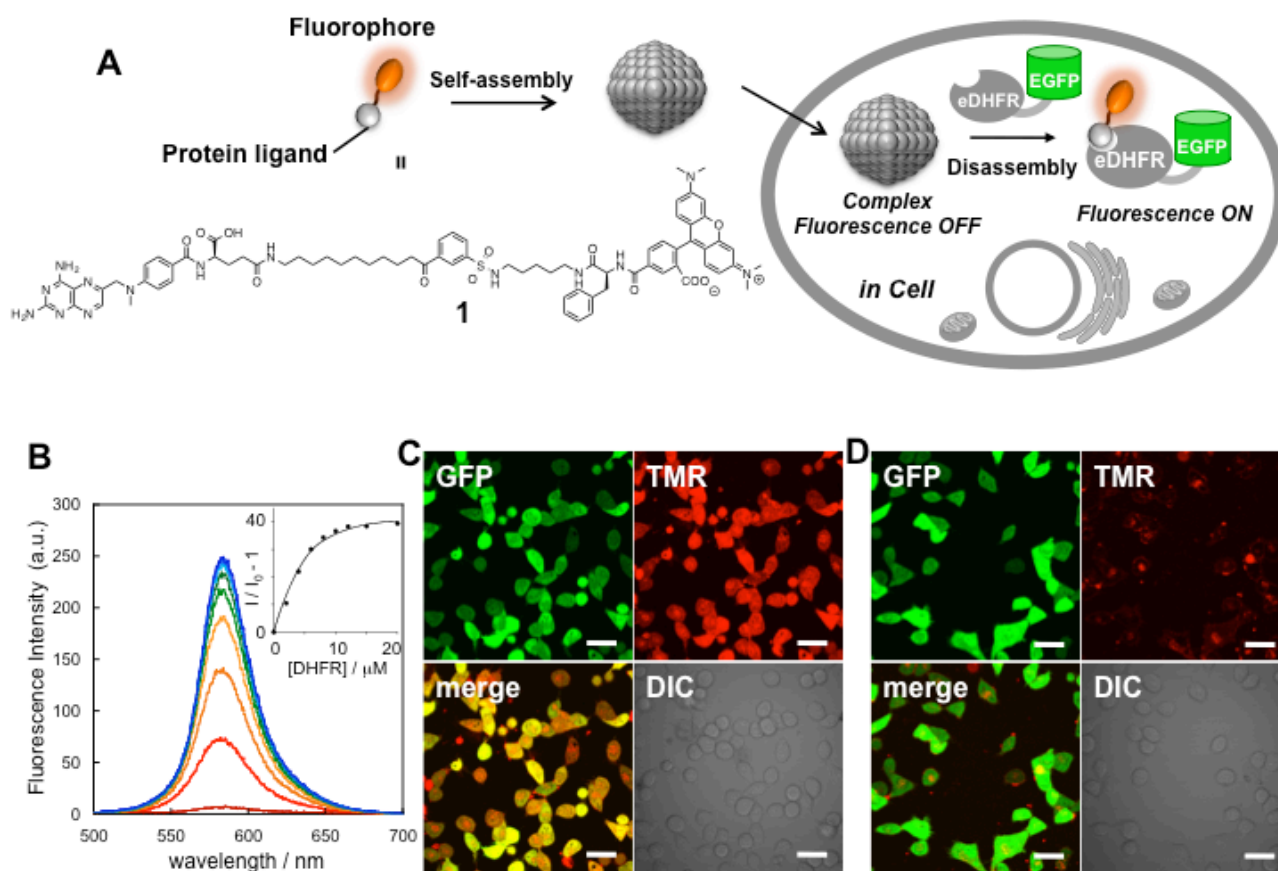 A
Fluorophore
Self-assembly
Protein ligand
=
eDHFR
EGFP
Disassembly
eDHFR
EGFP
Complex
Fluorescence OFF
Fluorescence ON
in Cell
NH2
H2N
N
N
N
N
N
O
N
H
O
OH
O
H
N
O
S
O
O
N
H
O
N
H
H
N
O
COO⊖
N
O
N
⊕
1
B
300
250
200
150
100
50
0
Fluorescence Intensity (a.u.)
500
550
600
650
700
wavelength / nm
40
0
I / I0 - 1
0
10
20
[DHFR] / μM
C
GFP
TMR
merge
DIC
D
GFP
TMR
merge
DIC